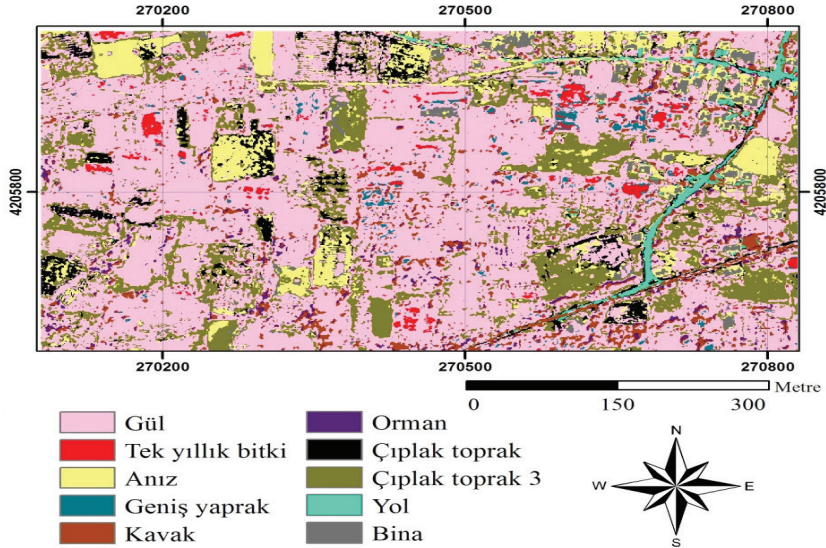 270200 270500 270800
4205800 4205800
270200 270500 270800
Metre
0 150 300
Gül
Tek yıllık bitki
Anız
Geniş yaprak
Kavak
Orman
Çıplak toprak
Çıplak toprak 3
Yol
Bina
N
W E
S